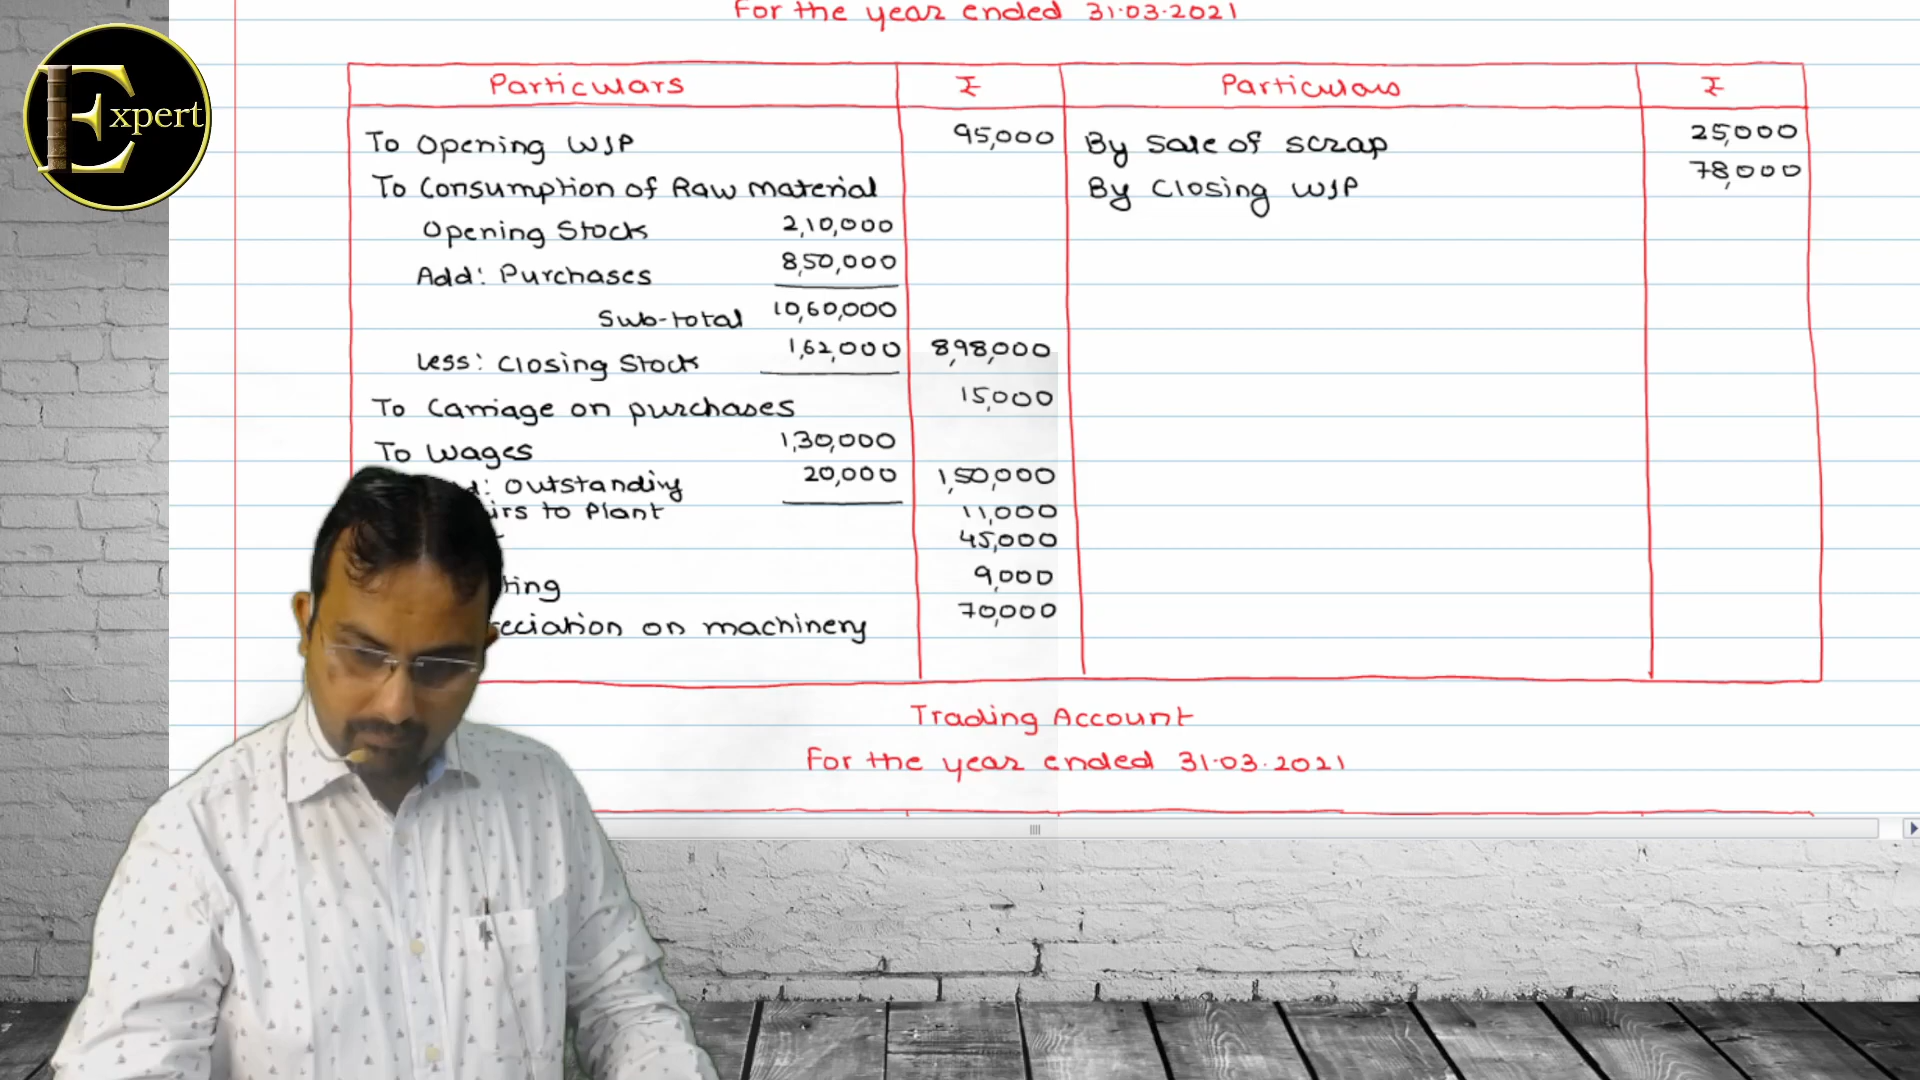 Expert
For the year ended 31.03.2021
Particulars ₹ Particulars ₹
To Opening WIP 95,000 By Sale of scrap 25,000
To Consumption of Raw material By Closing WIP 78,000
Opening Stock 2,10,000
Add: Purchases 8,50,000
Sub-total 10,60,000
Less: Closing Stock 1,62,000 8,98,000
To Carriage on purchases 15,000
To Wages 1,30,000
outstanding 20,000 1,50,000
to Plant 11,000
45,000
9,000
on machinery 70,000
Trading Account
For the year ended 31.03.2021